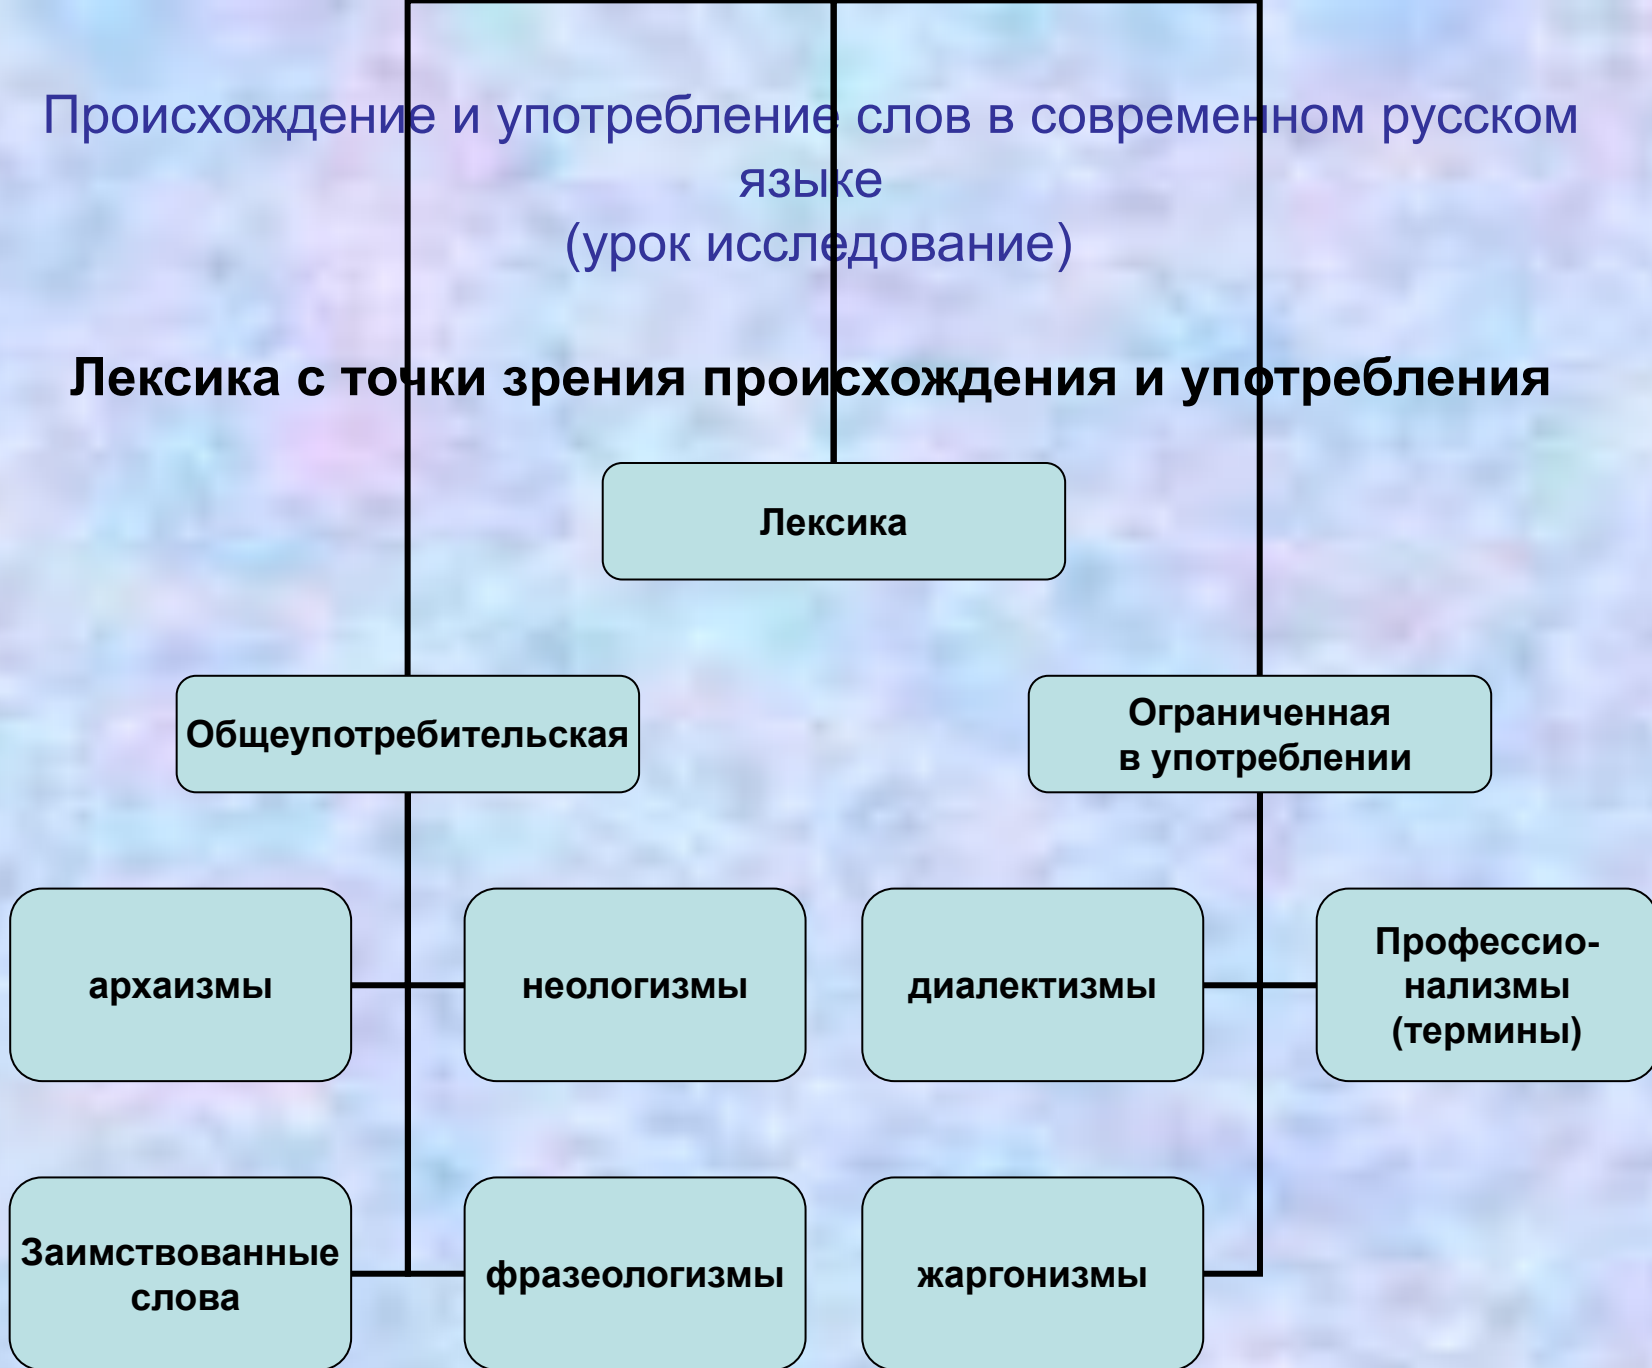 Происхождение и употребление слов в современном русском
языке
(урок исследование)
Лексика с точки зрения происхождения и употребления
Лексика
Общеупотребительская
Ограниченная
в употреблении
архаизмы
неологизмы
диалектизмы
Профессио-
нализмы
(термины)
Заимствованные
слова
фразеологизмы
жаргонизмы